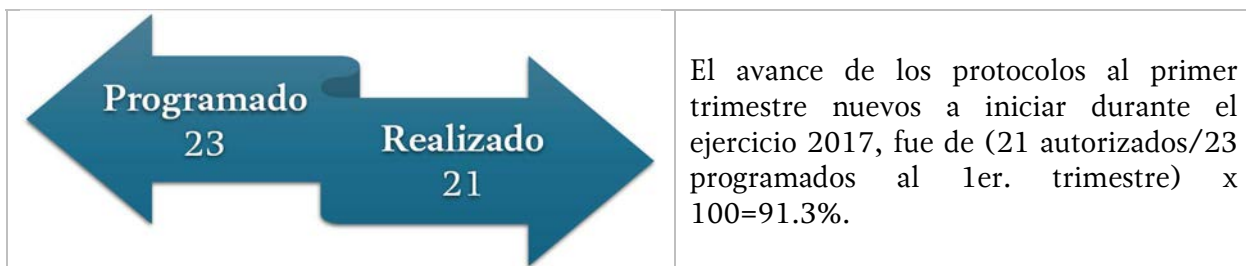 Programado
23
Realizado
21
El avance de los protocolos al primer
trimestre nuevos a iniciar durante el
ejercicio 2017, fue de (21 autorizados/23
programados al 1er. trimestre) x
100=91.3%.